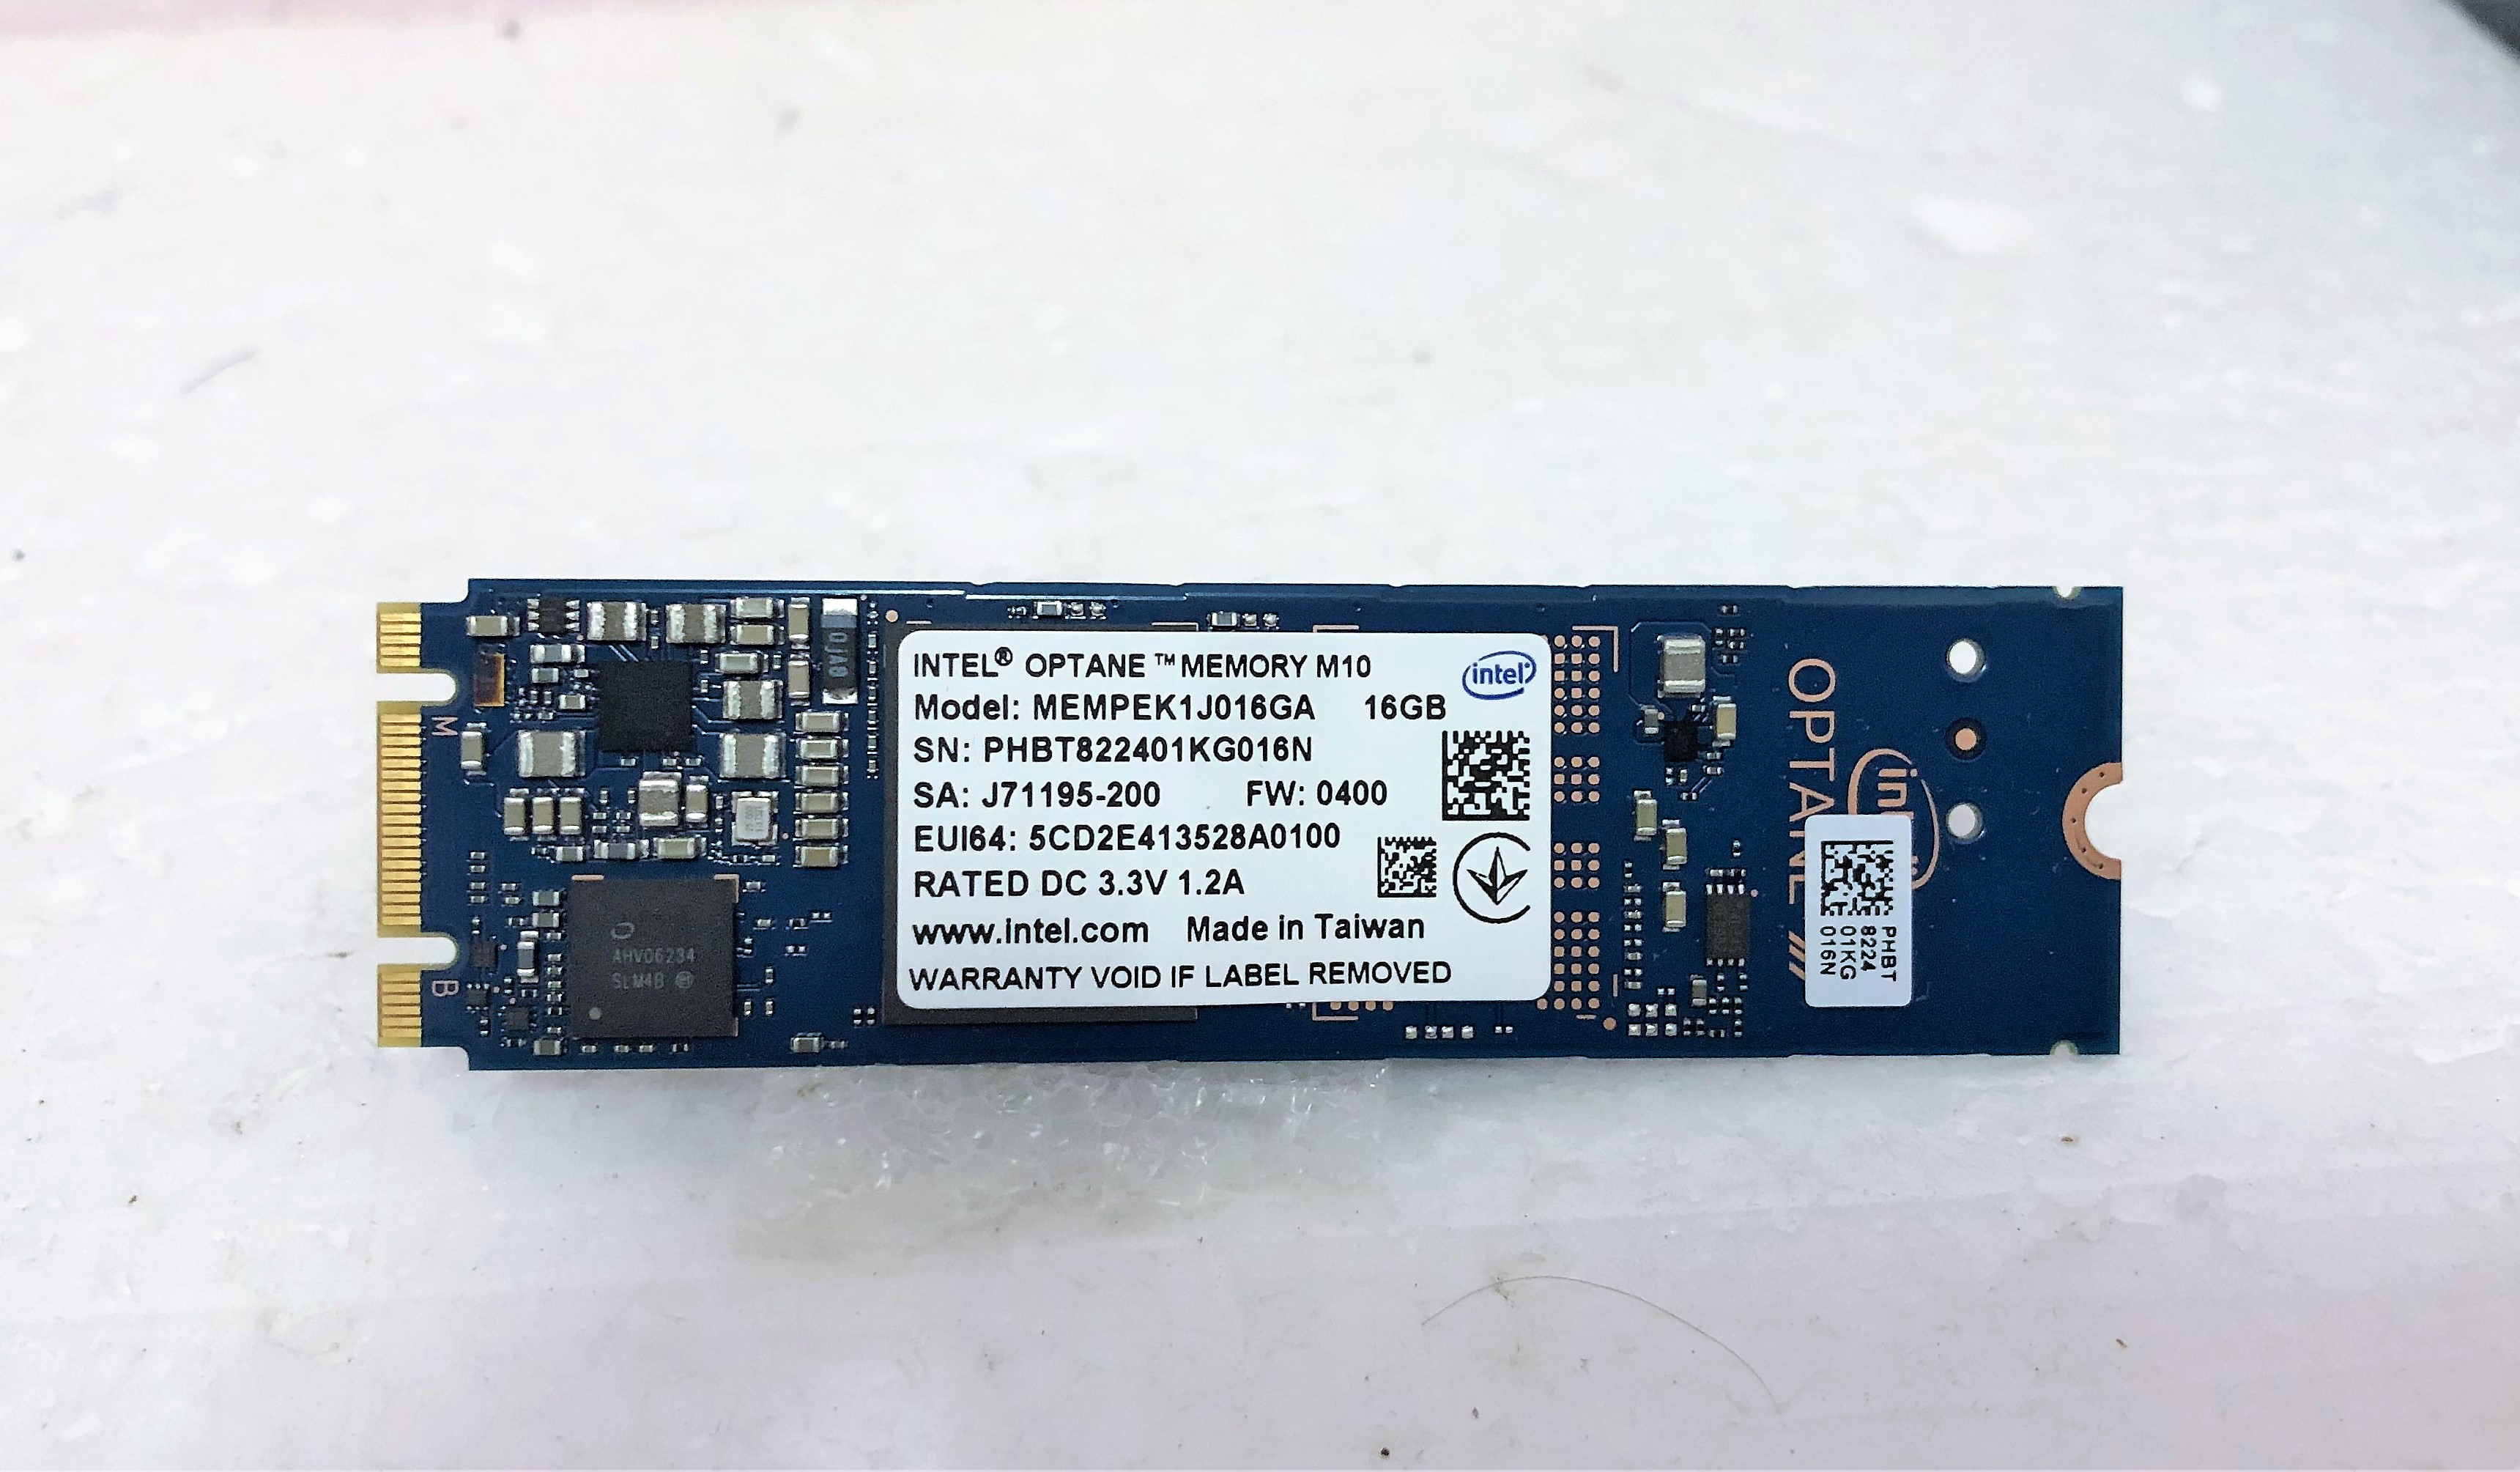 INTEL® OPTANE™ MEMORY M10
Model: MEMPEK1J016GA 16GB
intel
SN: PHBT822401KG016N
SA: J71195-200 FW: 0400
EUI64: 5CD2E413528A0100
RATED DC 3.3V 1.2A
www.intel.com Made in Taiwan
WARRANTY VOID IF LABEL REMOVED
M
B
AHV06234
SLM4B
OPTANE
PHBT
8224
01KG
016N